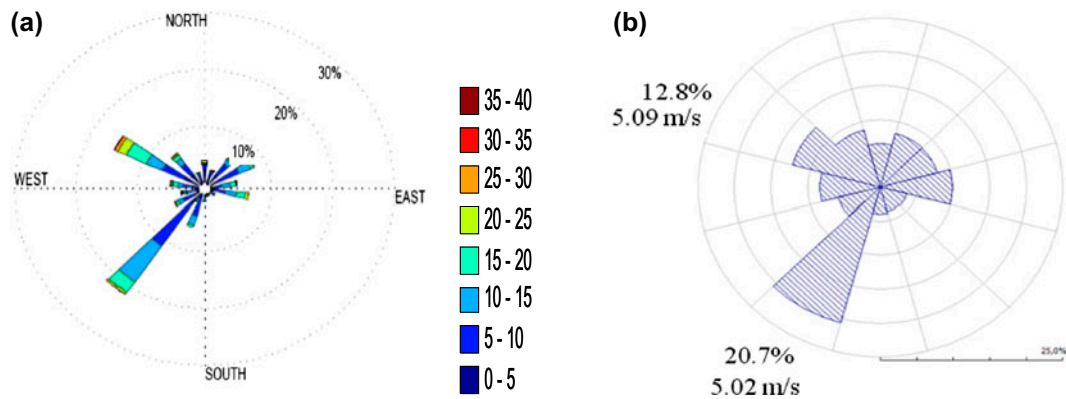 (a)
NORTH
30%
20%
10%
WEST
EAST
SOUTH
35 - 40
30 - 35
25 - 30
20 - 25
15 - 20
10 - 15
5 - 10
0 - 5
(b)
12.8%
5.09 m/s
20.7%
5.02 m/s
25,0%